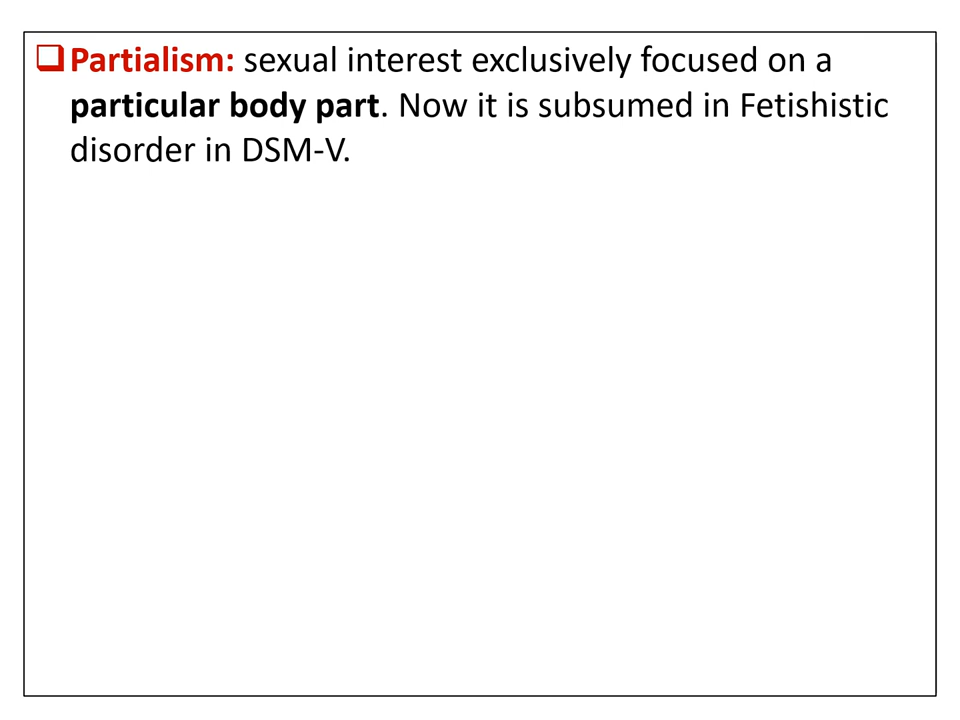 ❑Partialism: sexual interest exclusively focused on a
particular body part. Now it is subsumed in Fetishistic
disorder in DSM-V.